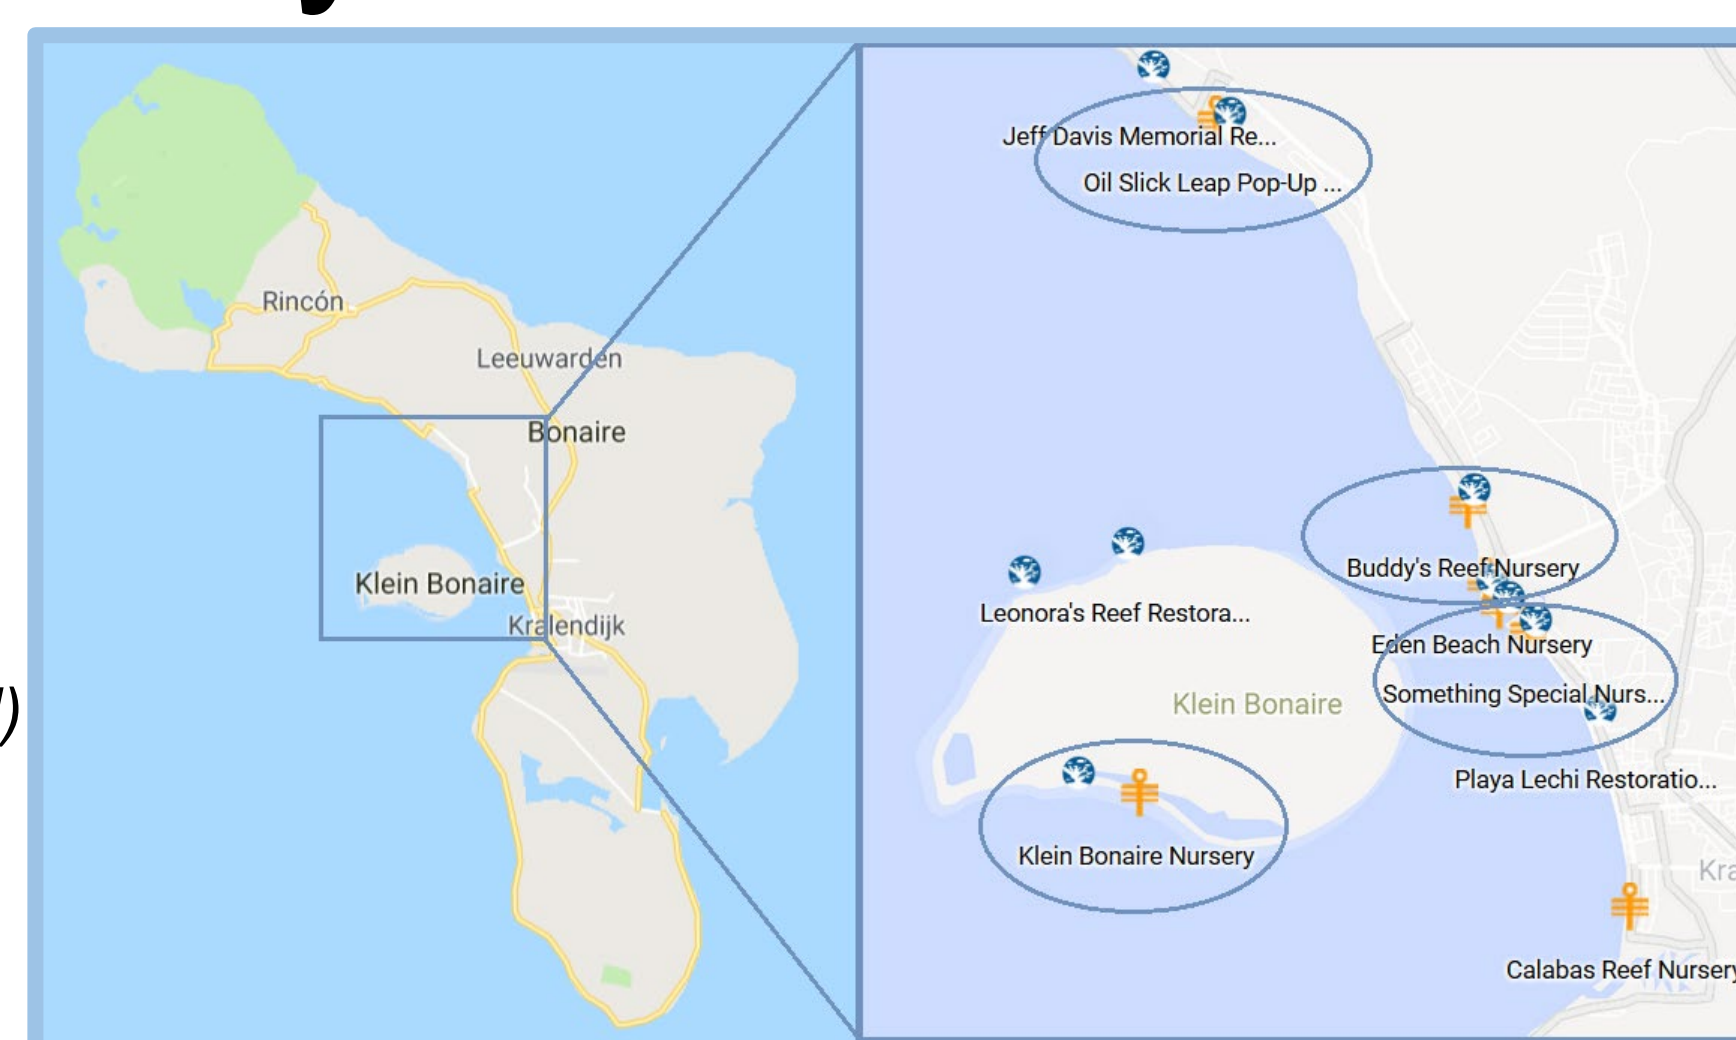 Rincón
Leeuwarden
Bonaire
Klein Bonaire
Kralendijk
Jeff Davis Memorial Re...
Oil Slick Leap Pop-Up ...
Buddy's Reef Nursery
Leonora's Reef Restora...
Eden Beach Nursery
Something Special Nurs...
Klein Bonaire
Playa Lechi Restoratio...
Klein Bonaire Nursery
Kra
Calabas Reef Nursery